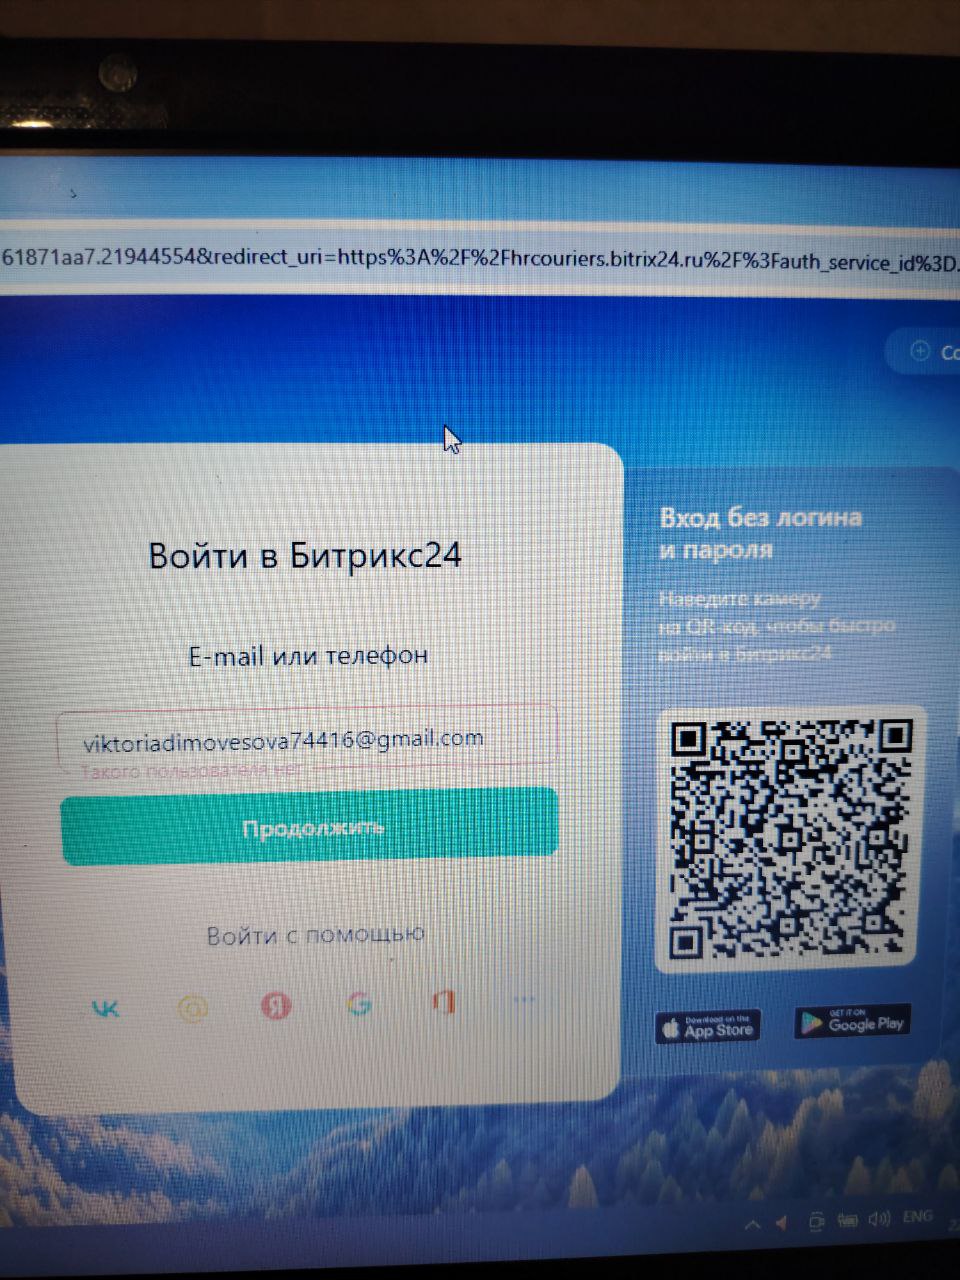 61871aa7.21944554&redirect_uri=https%3A%2F%2Fhrcouriers.bitrix24.ru%2F%3Fauth_service_id%3D.
Co
Войти в Битрикс24
E-mail или телефон
viktoriadimovesova74416@gmail.com
Такого пользователя нет
Продолжить
Войти с помощью
VK
@
Я
G
Вход без логина
и пароля
Наведите камеру
на QR-код, чтобы быстро
войти в Битрикс24
Download on the
App Store
GET IT ON
Google Play
ENG